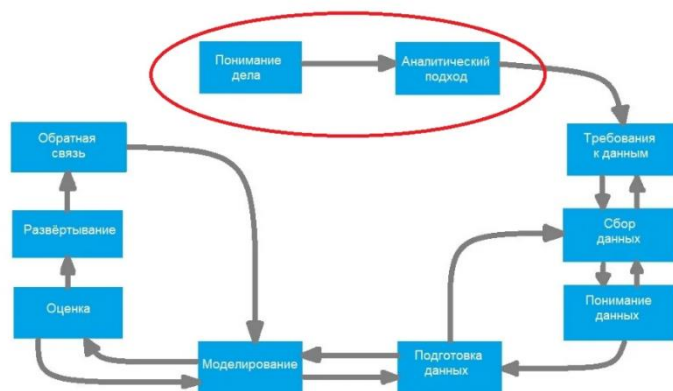 Понимание
дела
Аналитический
подход
Обратная
связь
Требования
к данным
Развёртывание
Сбор
данных
Оценка
Понимание
данных
Моделирование
Подготовка
данных